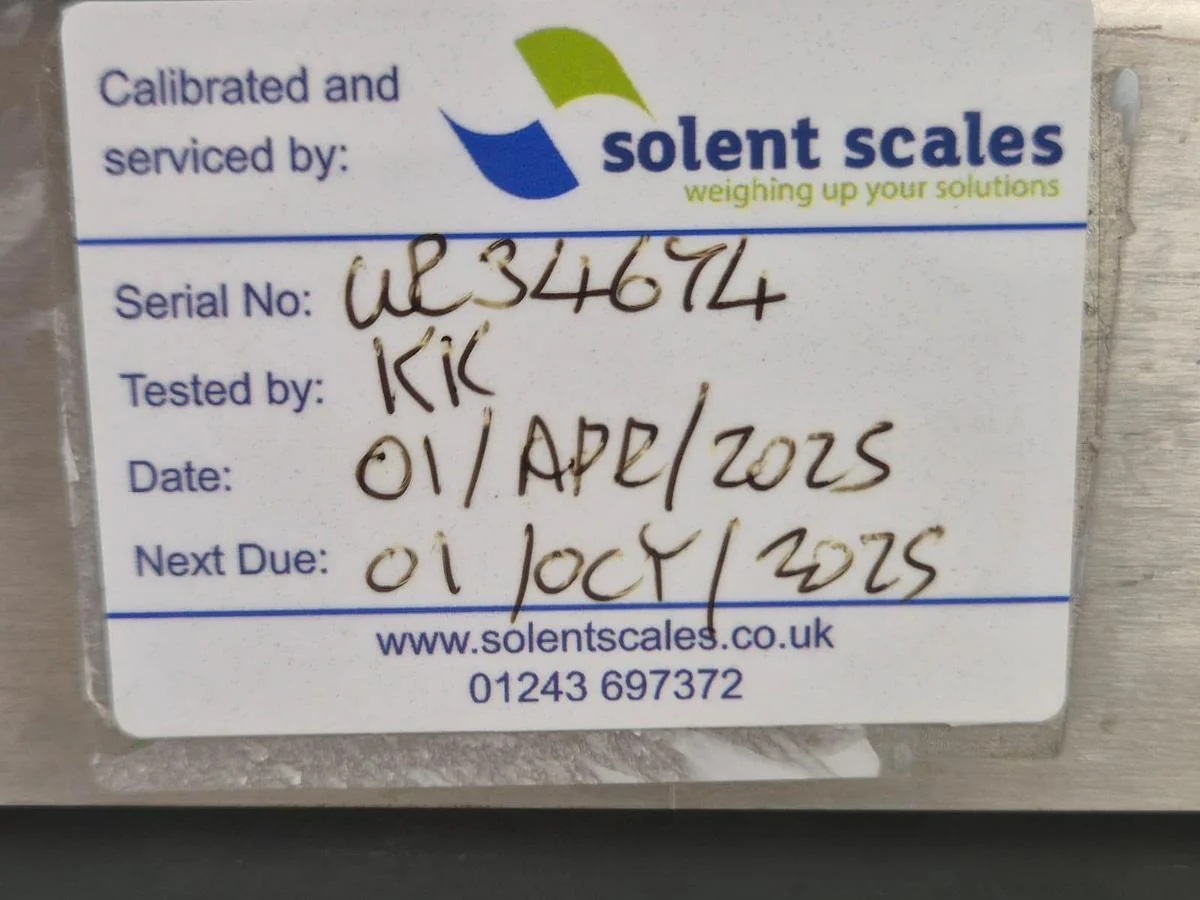 Calibrated and
serviced by:
solent scales
weighing up your solutions
Serial No:
Tested by: KK
Date: 01/APR/2025
Next Due: 01/OCT/2025
www.solentscales.co.uk
01243 697372